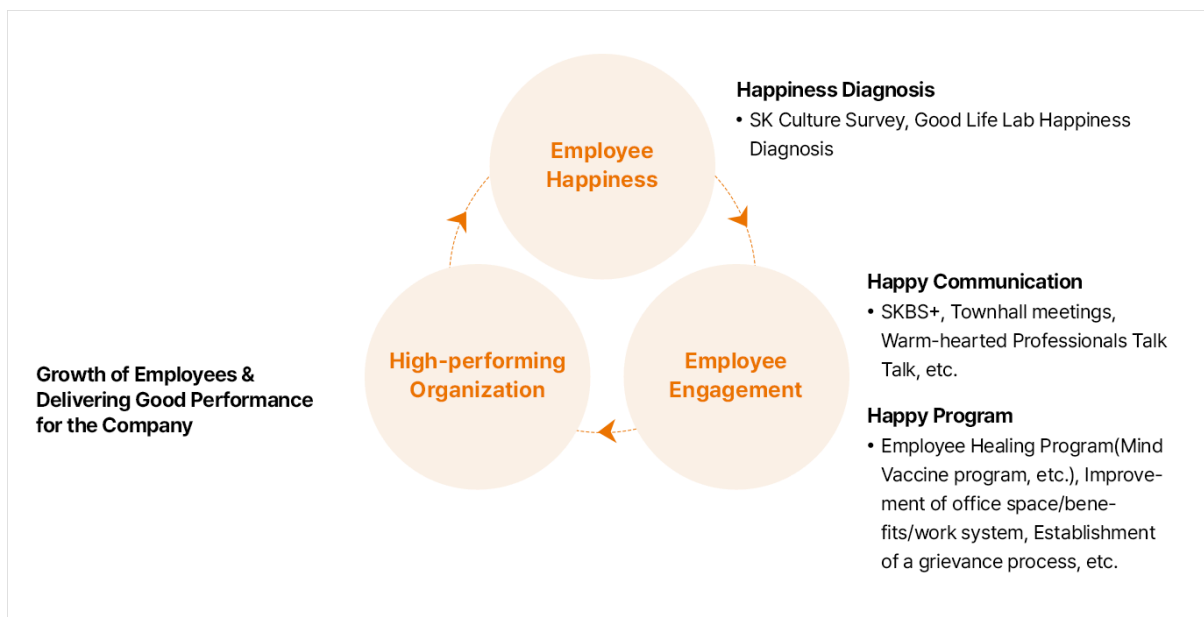 Employee
Happiness
Happiness Diagnosis
• SK Culture Survey, Good Life Lab Happiness
Diagnosis
High-performing
Organization
Employee
Engagement
Happy Communication
• SKBS+, Townhall meetings,
Warm-hearted Professionals Talk
Talk, etc.
Happy Program
• Employee Healing Program(Mind
Vaccine program, etc.), Improve-
ment of office space/bene-
fits/work system, Establishment
of a grievance process, etc.
Growth of Employees &
Delivering Good Performance
for the Company